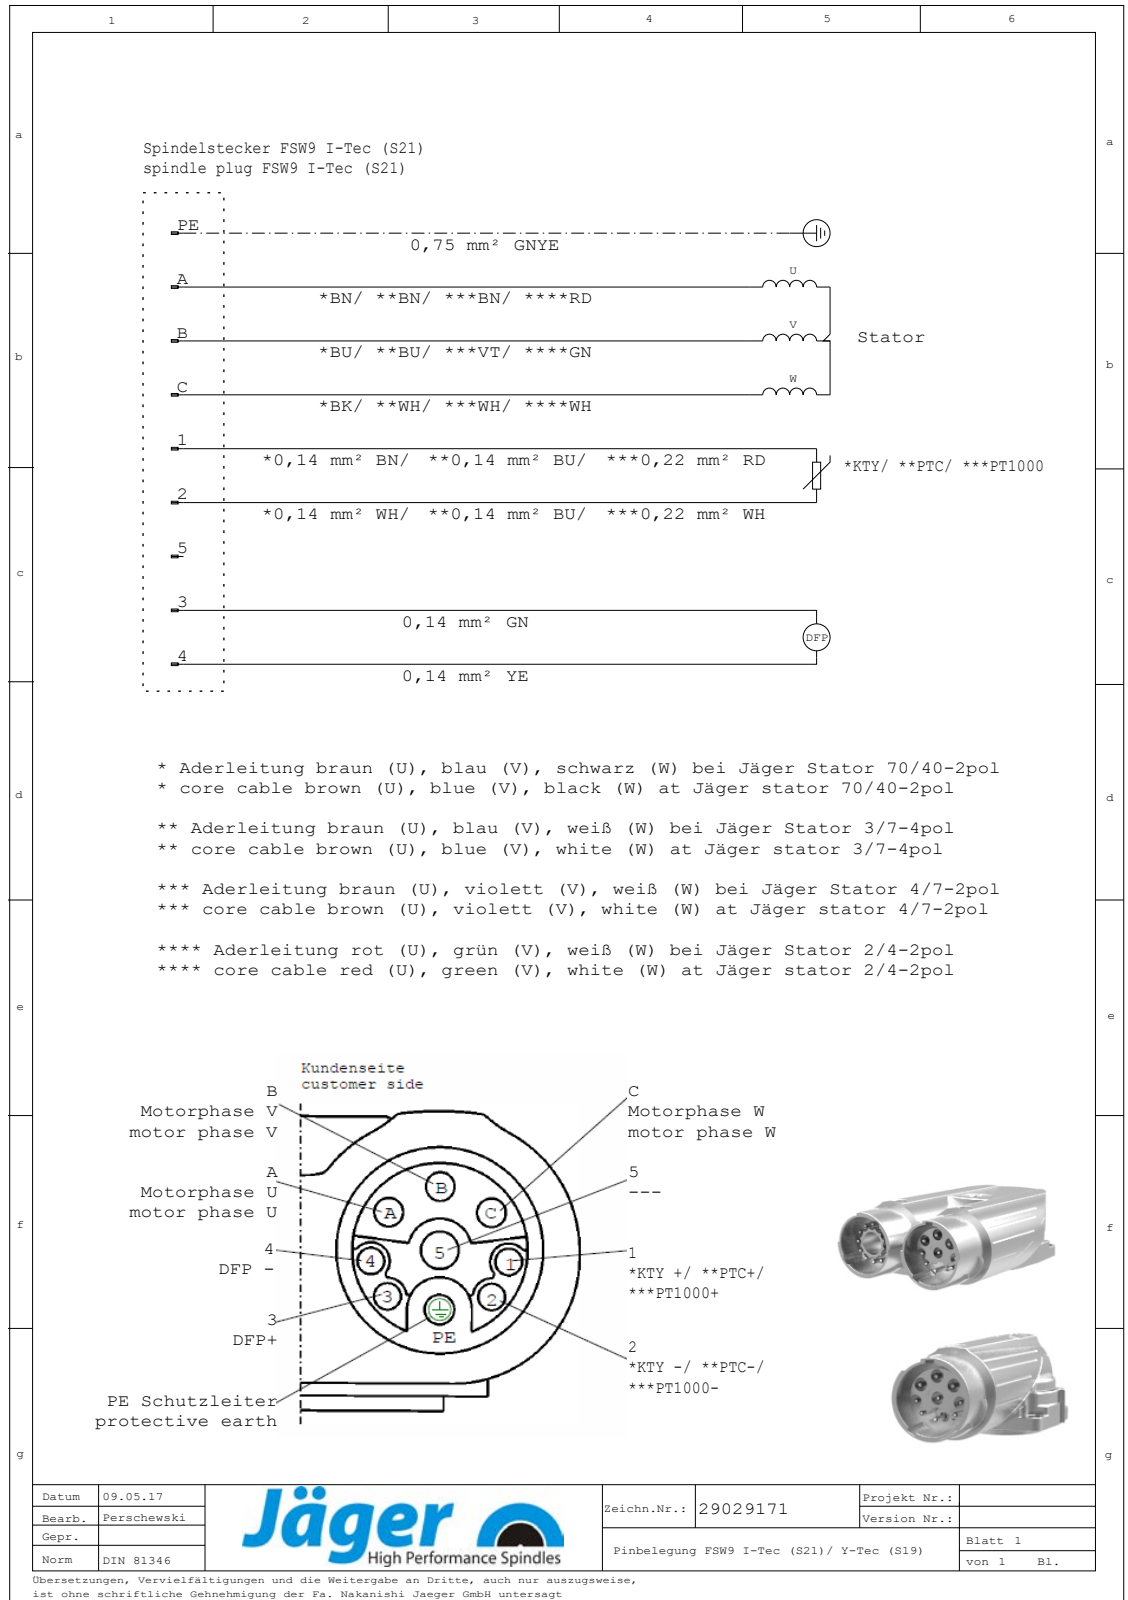 1 2 3 4 5 6
a a
Spindelstecker FSW9 I-Tec (S21)
spindle plug FSW9 I-Tec (S21)
PE
0,75 mm² GNYE
U
A
*BN/ **BN/ ***BN/ ****RD
V
B
Stator
*BU/ **BU/ ***VT/ ****GN
b b
W
C
*BK/ **WH/ ***WH/ ****WH
1
*0,14 mm² BN/ **0,14 mm² BU/ ***0,22 mm² RD
*KTY/ **PTC/ ***PT1000
2
*0,14 mm² WH/ **0,14 mm² BU/ ***0,22 mm² WH
5
c c
3
0,14 mm² GN
DFP
4
0,14 mm² YE
* Aderleitung braun (U), blau (V), schwarz (W) bei Jäger Stator 70/40-2pol
* core cable brown (U), blue (V), black (W) at Jäger stator 70/40-2pol
d d
** Aderleitung braun (U), blau (V), weiß (W) bei Jäger Stator 3/7-4pol
** core cable brown (U), blue (V), white (W) at Jäger stator 3/7-4pol
*** Aderleitung braun (U), violett (V), weiß (W) bei Jäger Stator 4/7-2pol
*** core cable brown (U), violett (V), white (W) at Jäger stator 4/7-2pol
**** Aderleitung rot (U), grün (V), weiß (W) bei Jäger Stator 2/4-2pol
**** core cable red (U), green (V), white (W) at Jäger stator 2/4-2pol
e e
Kundenseite
customer side
B
Motorphase V
motor phase V
C
Motorphase W
motor phase W
A
Motorphase U
motor phase U
5
---
B
A C
5
4 1
3 2
PE
4
DFP -
1
*KTY +/ **PTC+/
***PT1000+
3
DFP+
2
*KTY -/ **PTC-/
***PT1000-
PE Schutzleiter
protective earth
f f
g g
Datum 09.05.17
Bearb. Perschewski
Gepr.
Norm DIN 81346
Jäger
High Performance Spindles
Zeichn.Nr.: 29029171
Projekt Nr.:
Version Nr.:
Pinbelegung FSW9 I-Tec (S21)/ Y-Tec (S19)
Blatt 1
von 1 Bl.
Übersetzungen, Vervielfältigungen und die Weitergabe an Dritte, auch nur auszugsweise,
ist ohne schriftliche Gehnehmigung der Fa. Nakanishi Jaeger GmbH untersagt